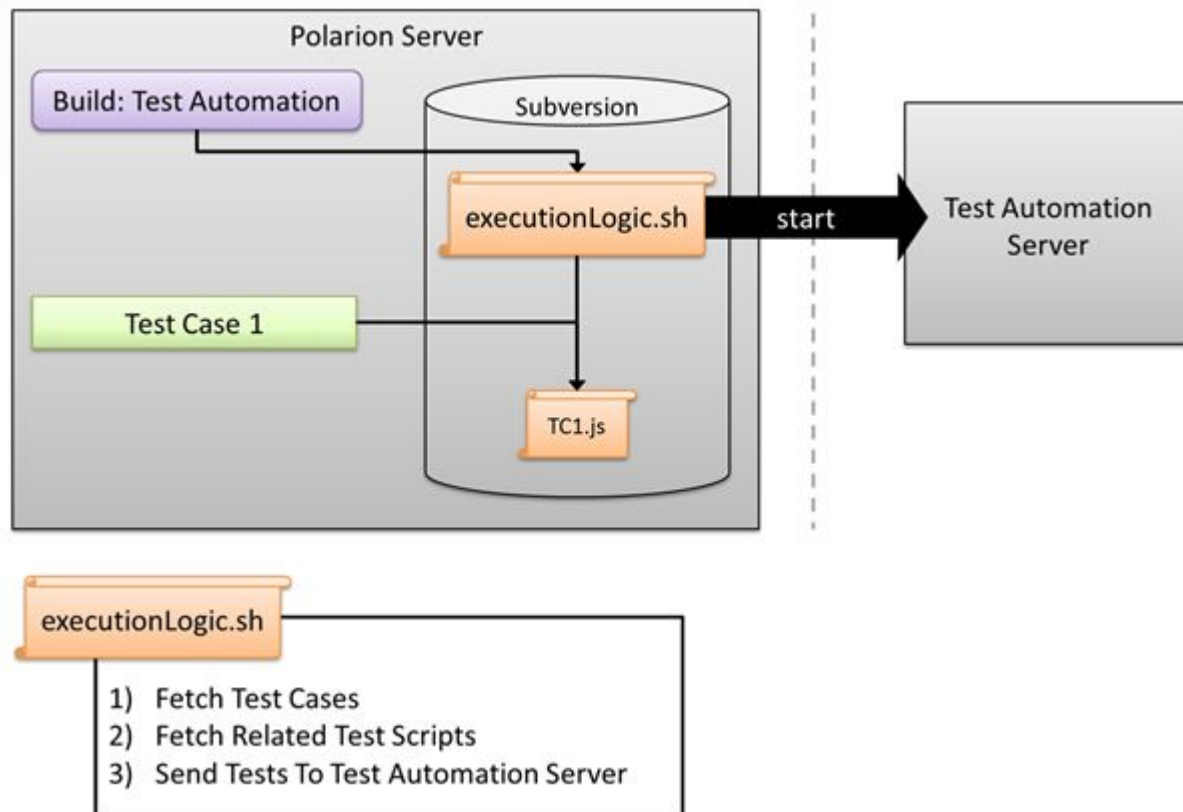 Polarion Server
Build: Test Automation
Subversion
executionLogic.sh
start
Test Automation
Server
Test Case 1
TC1.js
executionLogic.sh
1) Fetch Test Cases
2) Fetch Related Test Scripts
3) Send Tests To Test Automation Server